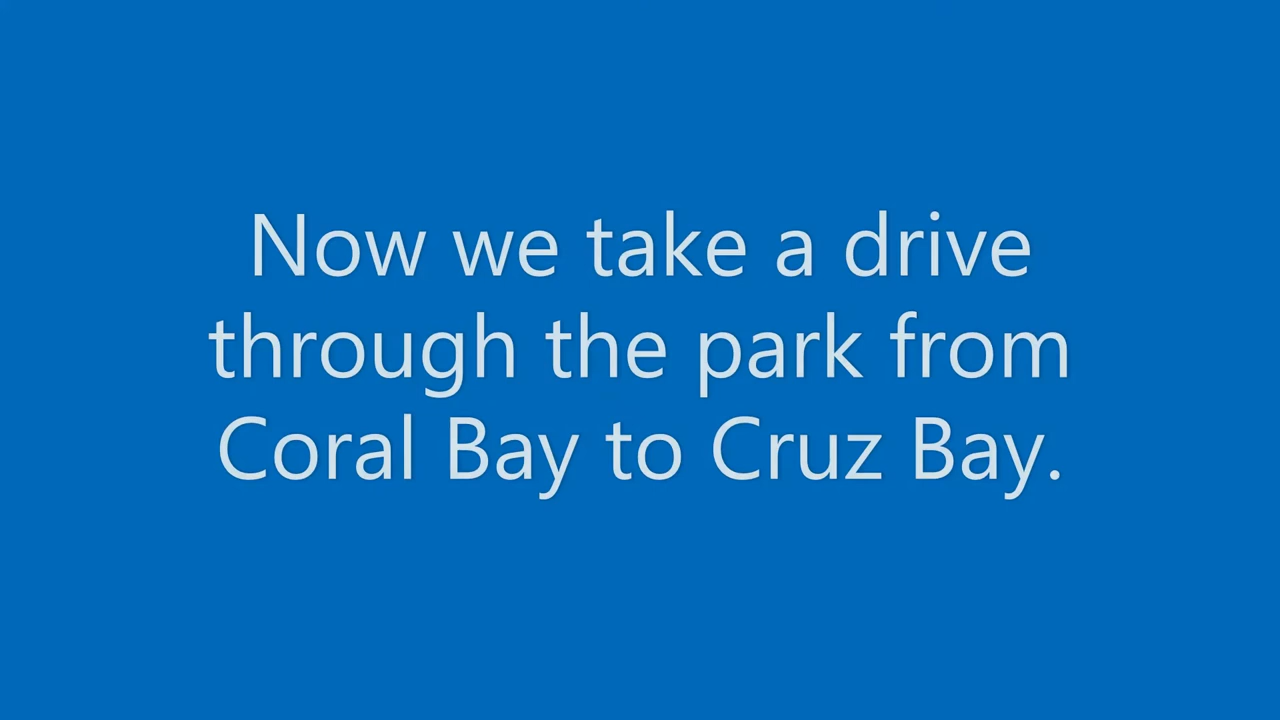 Now we take a drive
through the park from
Coral Bay to Cruz Bay.